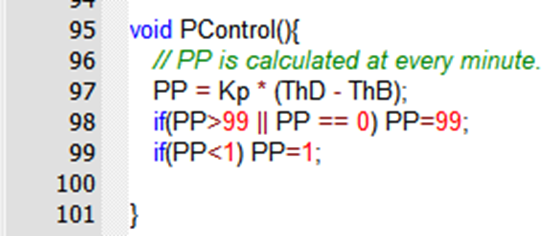 95 void PControl(){
96 // PP is calculated at every minute.
97 PP = Kp * (ThD - ThB);
98 if(PP>99 || PP == 0) PP=99;
99 if(PP<1) PP=1;
100
101 }